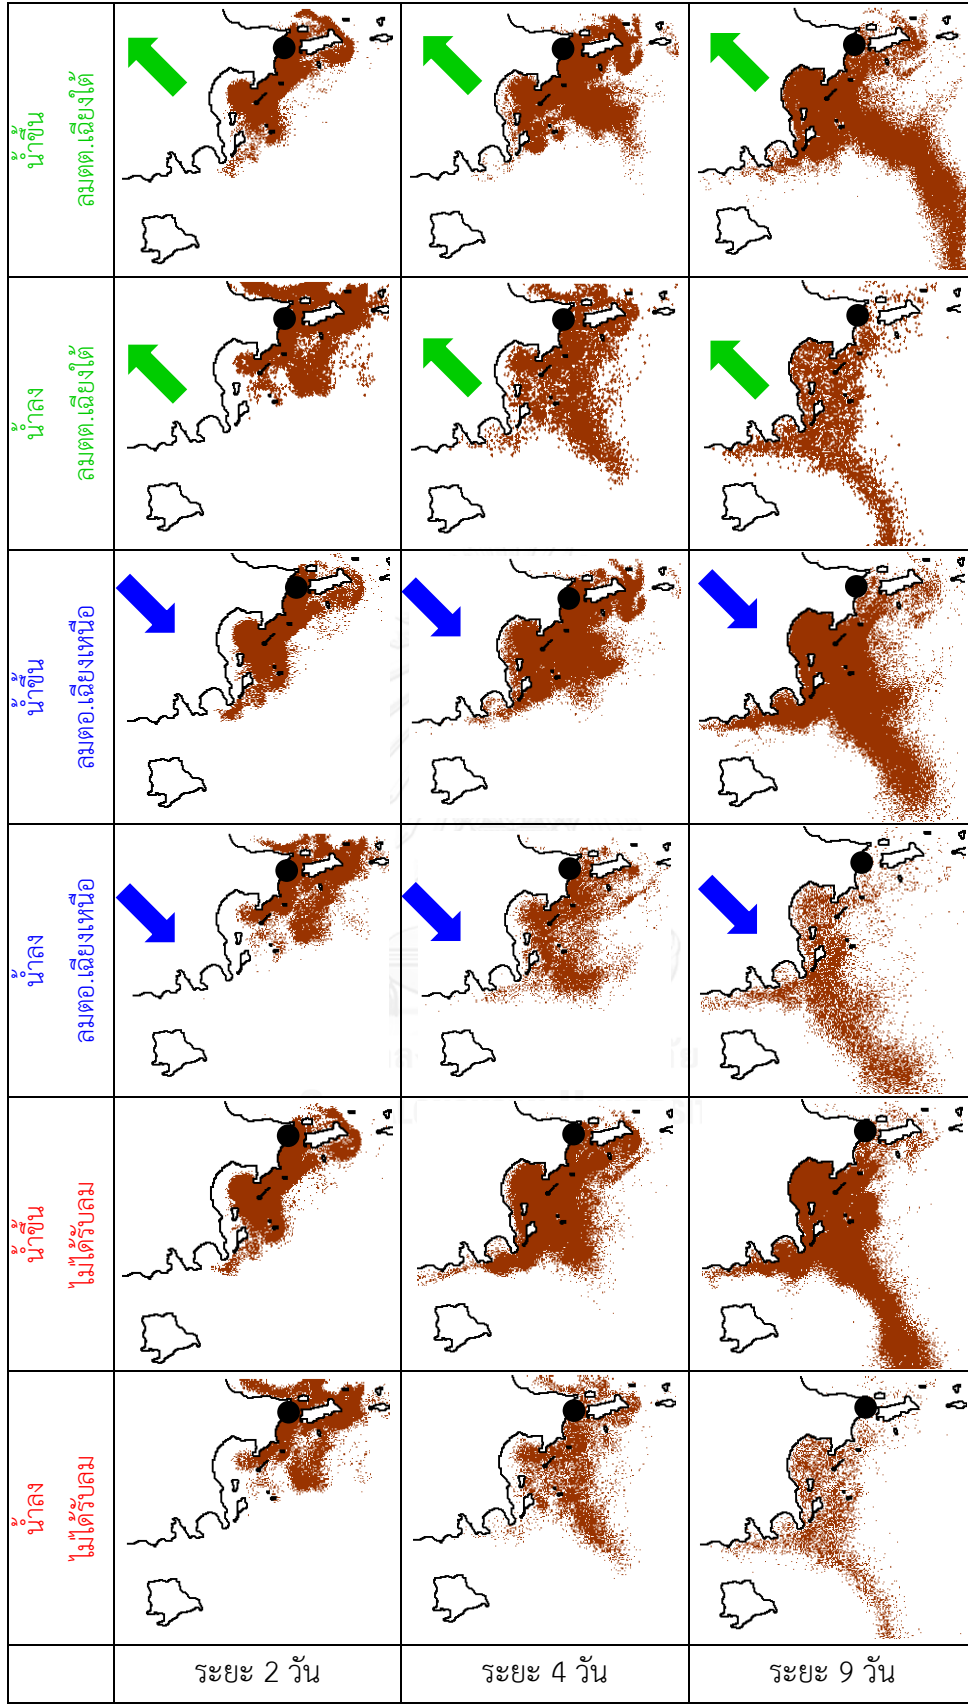 น้ำขึ้น
ลมตต.เฉียงใต้
น้ำลง
ลมตต.เฉียงใต้
น้ำขึ้น
ลมตอ.เฉียงเหนือ
น้ำลง
ลมตอ.เฉียงเหนือ
น้ำขึ้น
ไม่ได้รับลม
น้ำลง
ไม่ได้รับลม
ระยะ 2 วัน
ระยะ 4 วัน
ระยะ 9 วัน